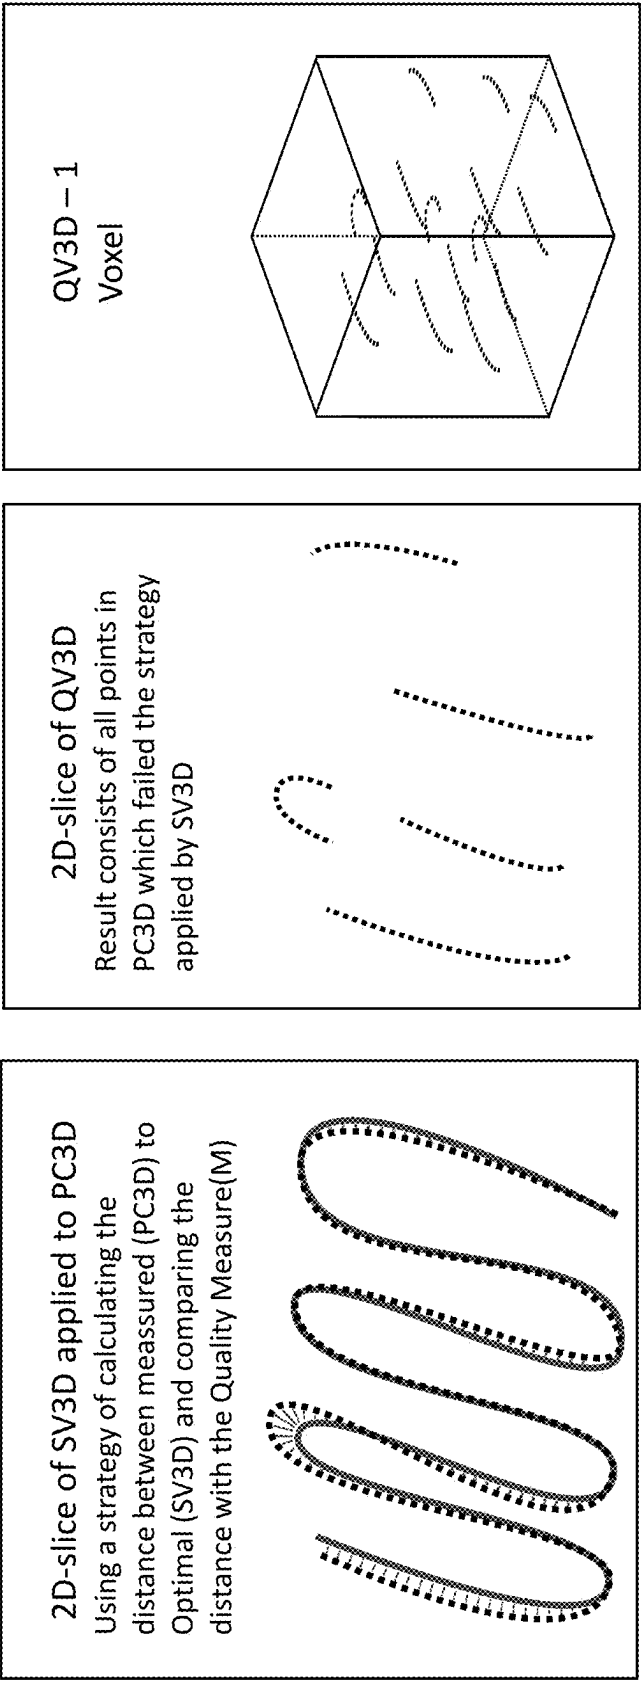 2D-slice of SV3D applied to PC3D
Using a strategy of calculating the
distance between meassured (PC3D) to
Optimal (SV3D) and comparing the
distance with the Quality Measure(M)
2D-slice of QV3D
Result consists of all points in
PC3D which failed the strategy
applied by SV3D
QV3D – 1
Voxel